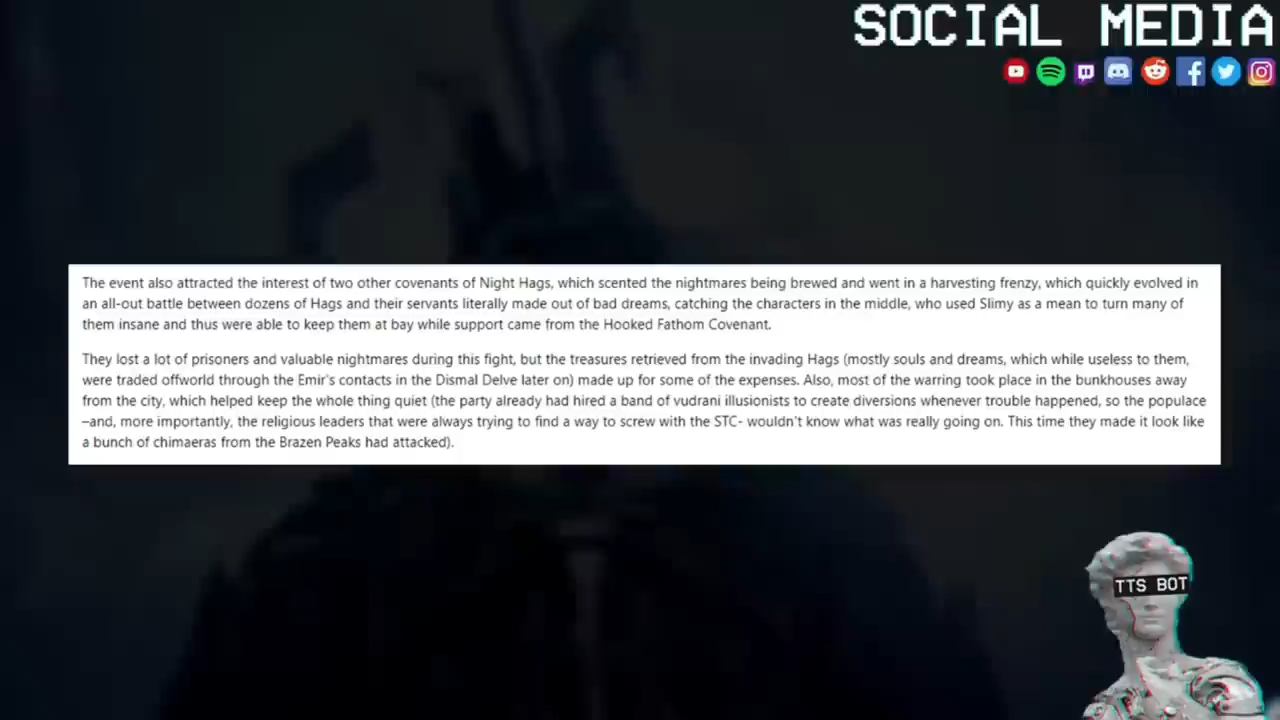 SOCIAL MEDIA
The event also attracted the interest of two other covenants of Night Hags, which scented the nightmares being brewed and went in a harvesting frenzy, which quickly evolved in
an all-out battle between dozens of Hags and their servants literally made out of bad dreams, catching the characters in the middle, who used Slimy as a mean to turn many of
them insane and thus were able to keep them at bay while support came from the Hooked Fathom Covenant.
They lost a lot of prisoners and valuable nightmares during this fight, but the treasures retrieved from the invading Hags (mostly souls and dreams, which while useless to them,
were traded offworld through the Emir's contacts in the Dismal Delve later on) made up for some of the expenses. Also, most of the warring took place in the bunkhouses away
from the city, which helped keep the whole thing quiet (the party already had hired a band of vudrani illusionists to create diversions whenever trouble happened, so the populace
–and, more importantly, the religious leaders that were always trying to find a way to screw with the STC- wouldn't know what was really going on. This time they made it look like
a bunch of chimaeras from the Brazen Peaks had attacked).
TTS BOT